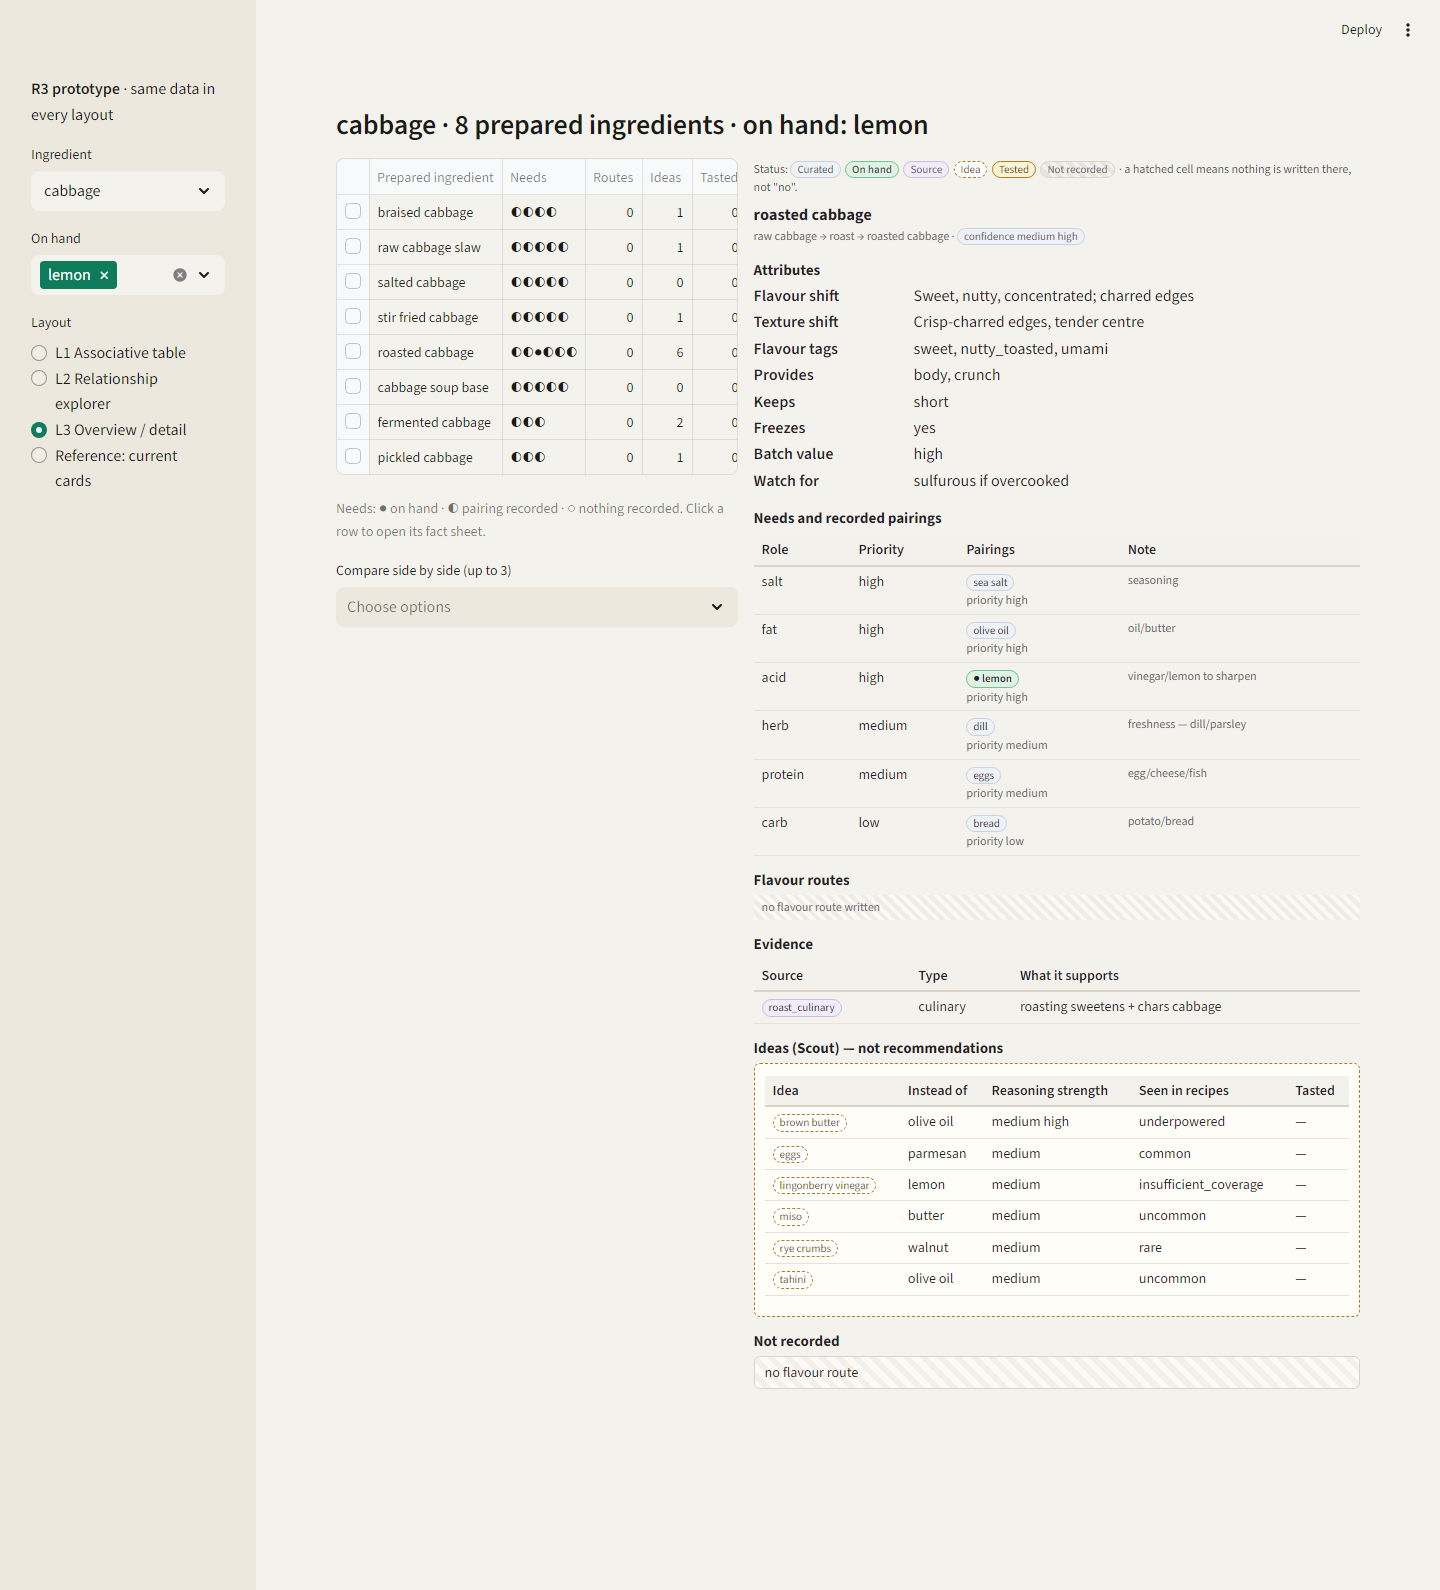 Deploy
R3 prototype · same data in
every layout
Ingredient
cabbage
On hand
lemon ×
Layout
L1 Associative table
L2 Relationship
explorer
L3 Overview / detail
Reference: current
cards
cabbage · 8 prepared ingredients · on hand: lemon
Prepared ingredient Needs Routes Ideas Tasted
braised cabbage ◐◐◐◐ 0 1 0
raw cabbage slaw ◐◐◐◐◐ 0 1 0
salted cabbage ◐◐◐◐◐ 0 0 0
stir fried cabbage ◐◐◐◐◐ 0 1 0
roasted cabbage ◐◐●◐◐◐ 0 6 0
cabbage soup base ◐◐◐◐◐ 0 0 0
fermented cabbage ◐◐◐ 0 2 0
pickled cabbage ◐◐◐ 0 1 0
Needs: ● on hand · ◐ pairing recorded · ○ nothing recorded. Click a
row to open its fact sheet.
Compare side by side (up to 3)
Choose options
Status: Curated On hand Source Idea Tested Not recorded · a hatched cell means nothing is written there,
not "no".
roasted cabbage
raw cabbage → roast → roasted cabbage · confidence medium high
Attributes
Flavour shift Sweet, nutty, concentrated; charred edges
Texture shift Crisp-charred edges, tender centre
Flavour tags sweet, nutty_toasted, umami
Provides body, crunch
Keeps short
Freezes yes
Batch value high
Watch for sulfurous if overcooked
Needs and recorded pairings
Role Priority Pairings Note
salt high sea salt seasoning
priority high
fat high olive oil oil/butter
priority high
acid high ● lemon vinegar/lemon to sharpen
priority high
herb medium dill freshness — dill/parsley
priority medium
protein medium eggs egg/cheese/fish
priority medium
carb low bread potato/bread
priority low
Flavour routes
no flavour route written
Evidence
Source Type What it supports
roast_culinary culinary roasting sweetens + chars cabbage
Ideas (Scout) — not recommendations
Idea Instead of Reasoning strength Seen in recipes Tasted
brown butter olive oil medium high underpowered —
eggs parmesan medium common —
lingonberry vinegar lemon medium insufficient_coverage —
miso butter medium uncommon —
rye crumbs walnut medium rare —
tahini olive oil medium uncommon —
Not recorded
no flavour route